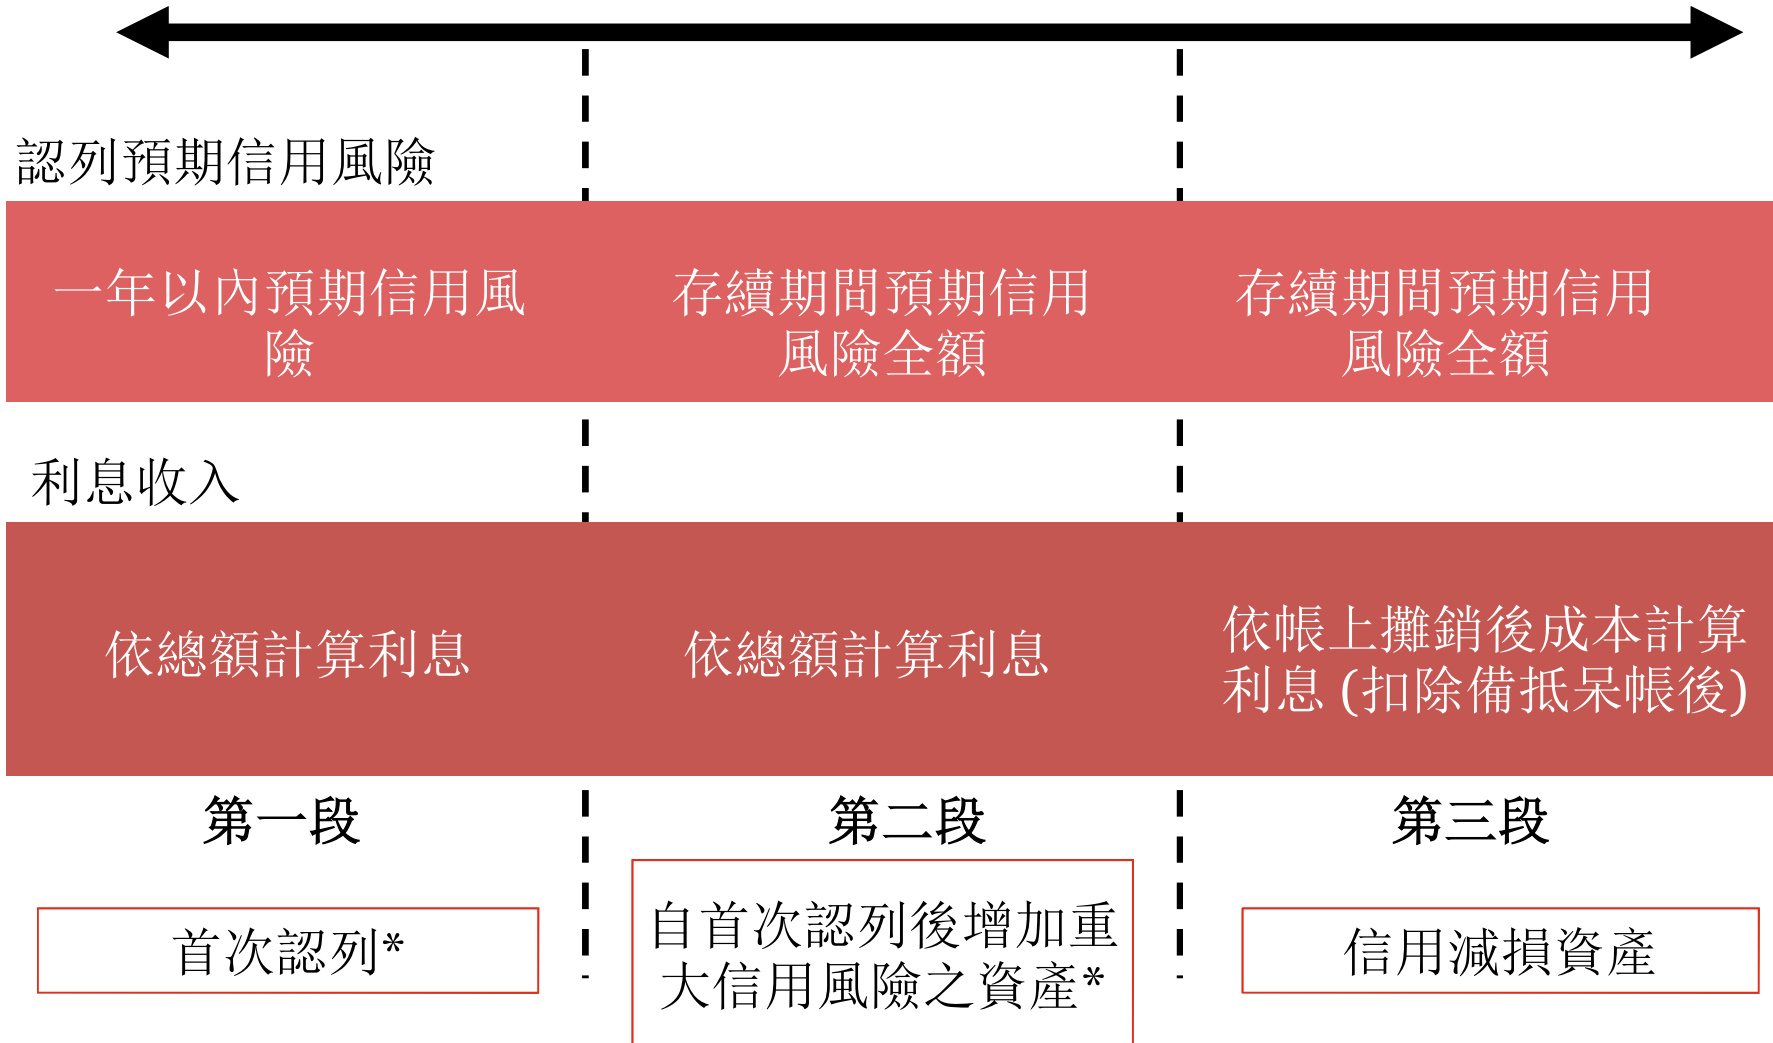 認列預期信用風險
一年以內預期信用風
險
存續期間預期信用
風險全額
存續期間預期信用
風險全額
利息收入
依總額計算利息
依總額計算利息
依帳上攤銷後成本計算
利息 (扣除備抵呆帳後)
第一段
第二段
第三段
首次認列*
自首次認列後增加重
大信用風險之資產*
信用減損資產